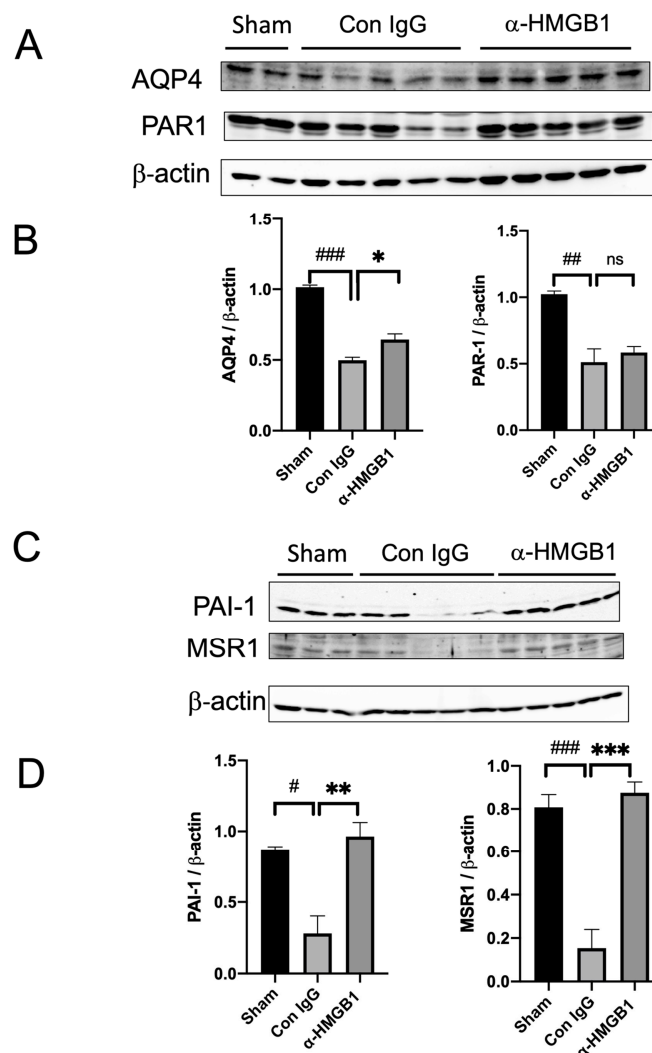 A
Sham Con IgG α-HMGB1
AQP4
PAR1
β-actin
B
AQP4 / β-actin
1.5
1.0
0.5
0.0
### *
Sham
Con IgG
α-HMGB1
PAR-1 / β-actin
1.5
1.0
0.5
0.0
## ns
Sham
Con IgG
α-HMGB1
C
Sham Con IgG α-HMGB1
PAI-1
MSR1
β-actin
D
PAI-1 / β-actin
1.5
1.0
0.5
0.0
# **
Sham
Con IgG
α-HMGB1
MSR1 / β-actin
1.0
0.8
0.6
0.4
0.2
0.0
### ***
Sham
Con IgG
α-HMGB1